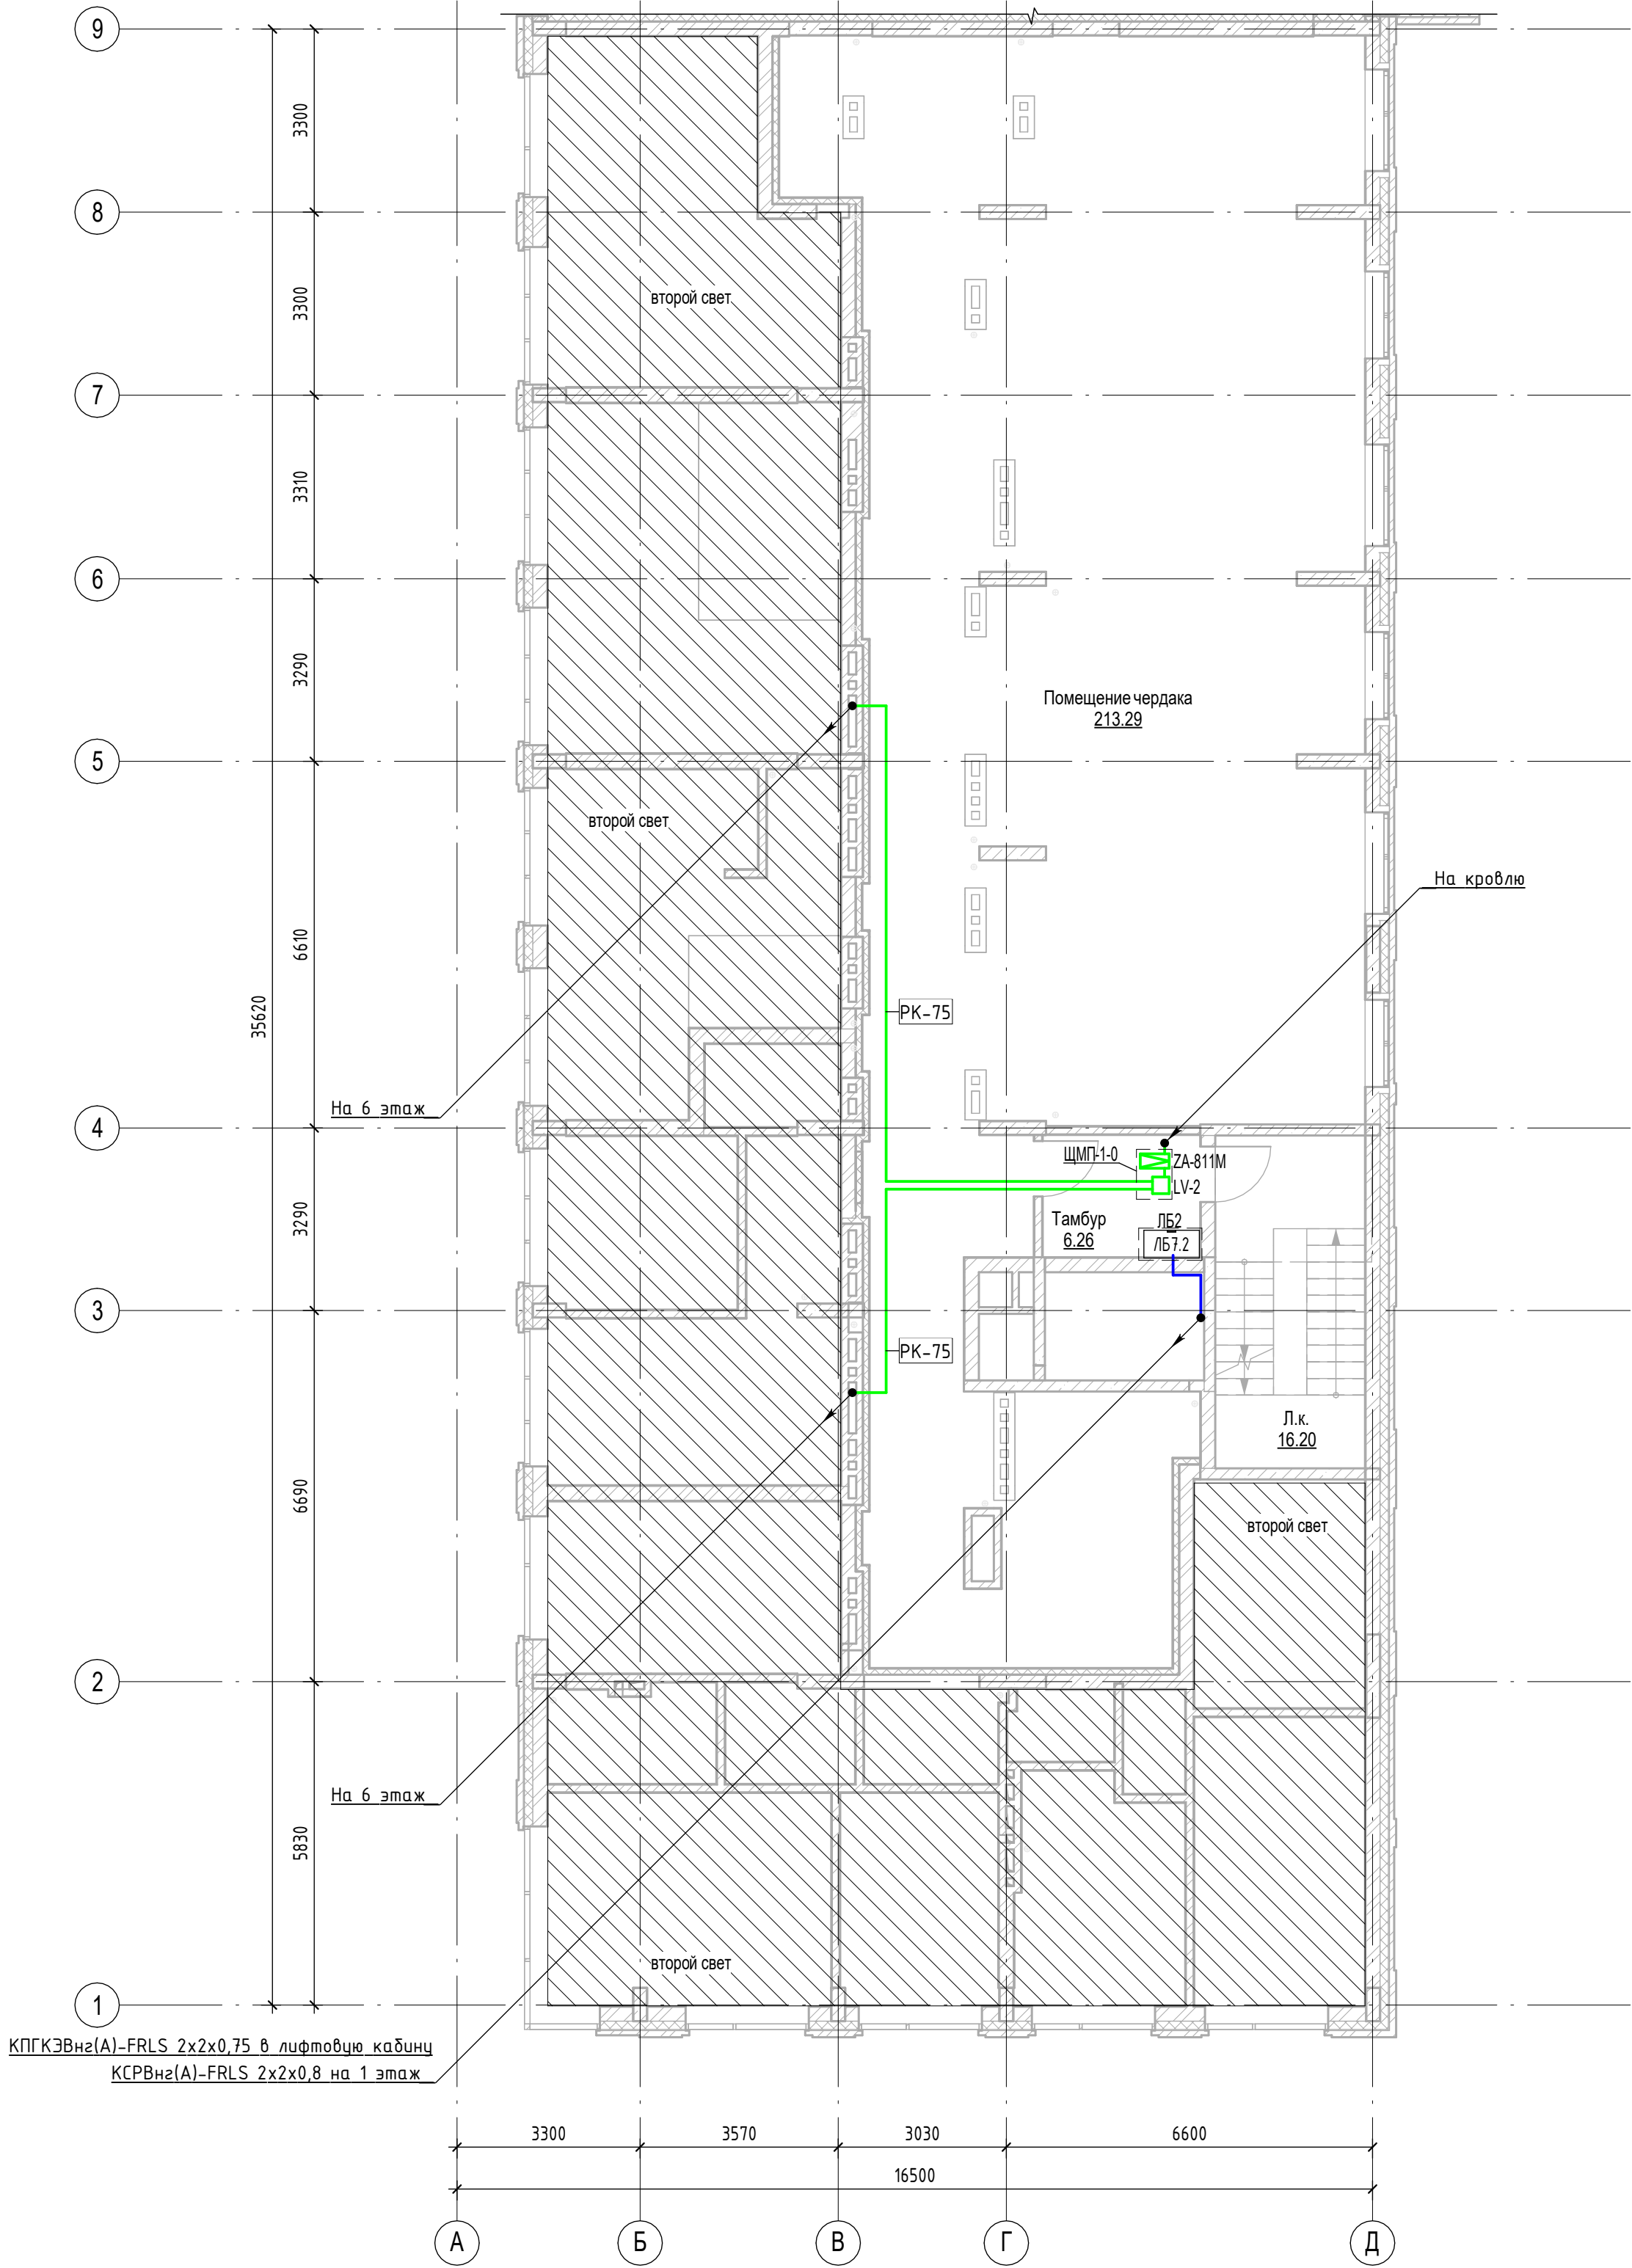 9
3300
8
3300
второй свет
7
3310
6
3290
Помещение чердака
213.29
5
второй свет
На кровлю
6610
35620
РК-75
На 6 этаж
4
ЩМП-1-0
ZA-811М
LV-2
3290
Тамбур
6.26
ЛБ2
ЛБ7.2
3
РК-75
Л.к.
16.20
6690
второй свет
2
На 6 этаж
5830
второй свет
1
КПГКЭВнг(А)-FRLS 2х2х0,75 в лифтовую кабину
КСРВнг(А)-FRLS 2х2х0,8 на 1 этаж
3300
3570
3030
6600
16500
А
Б
В
Г
Д